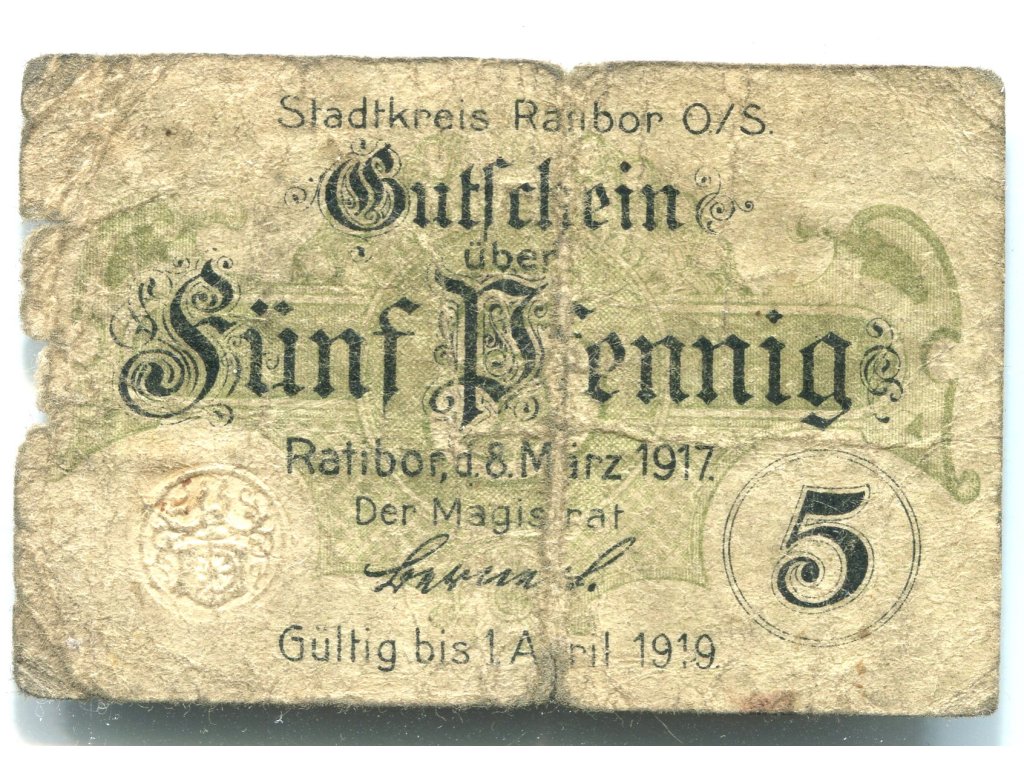 Stadtkreis Ratibor O/S.
Gutschein
über
Fünf Pfennig
Ratibor, d. 8. März 1917.
Der Magistrat
5
Gültig bis 1. April 1919.